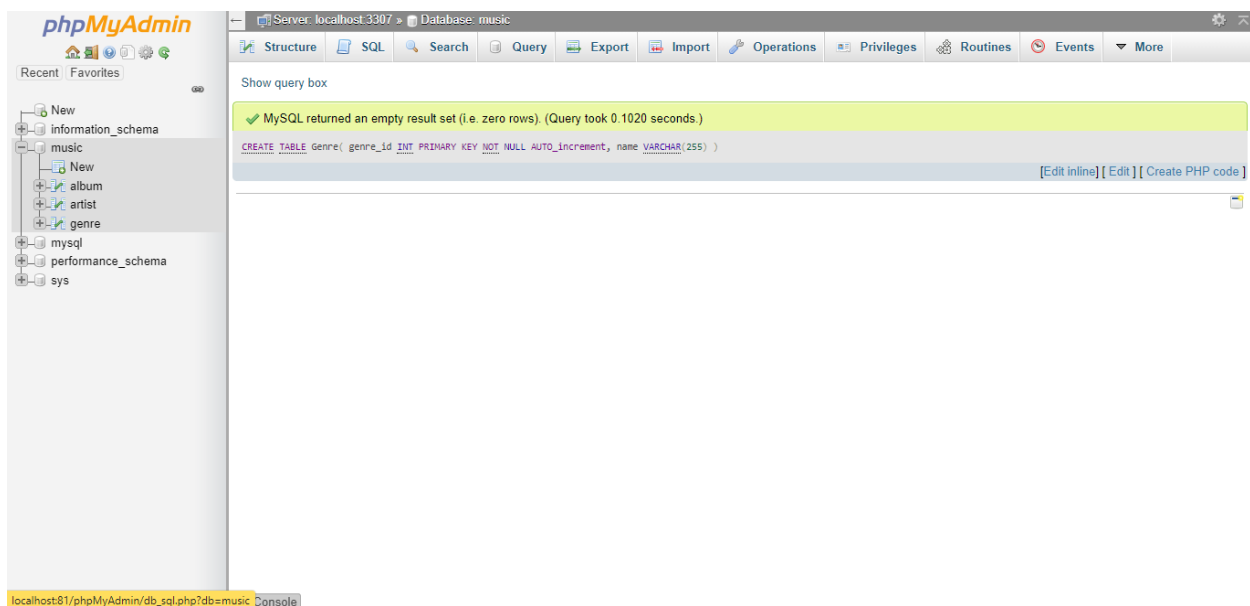 phpMyAdmin
Recent Favorites
New
information_schema
music
New
album
artist
genre
mysql
performance_schema
sys
localhost:81/phpMyAdmin/db_sql.php?db=music
Server: localhost:3307 » Database: music
Structure SQL Search Query Export Import Operations Privileges Routines Events More
Show query box
MySQL returned an empty result set (i.e. zero rows). (Query took 0.1020 seconds.)
CREATE TABLE Genre( genre_id INT PRIMARY KEY NOT NULL AUTO_increment, name VARCHAR(255) )
[Edit inline] [ Edit ] [ Create PHP code ]
Console